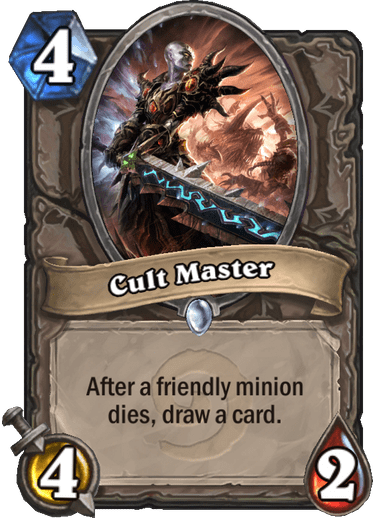 4
Cult Master
After a friendly minion
dies, draw a card.
4
2